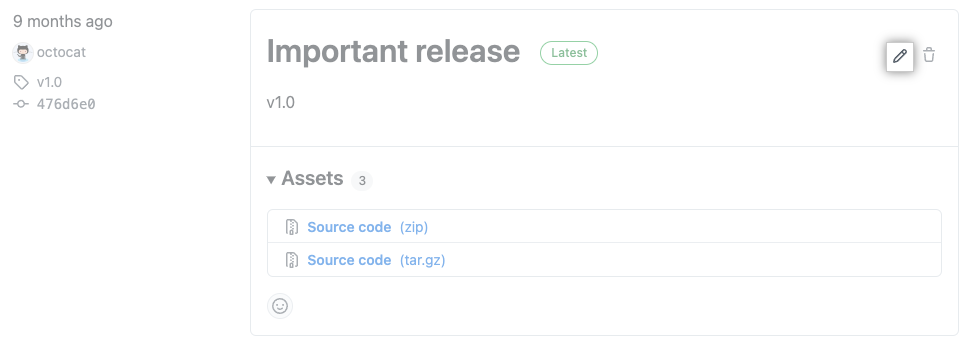 9 months ago
octocat
v1.0
476d6e0
Important release
Latest
v1.0
Assets 3
Source code (zip)
Source code (tar.gz)